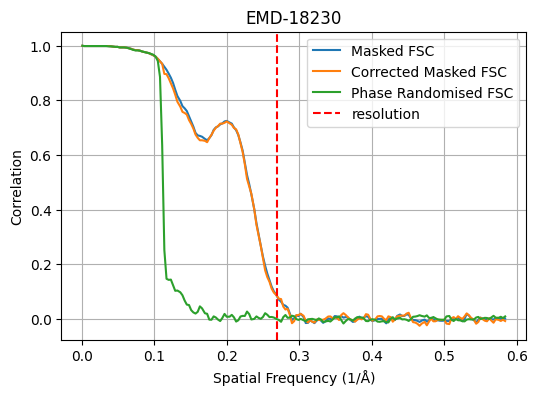 EMD-18230
Masked FSC
Corrected Masked FSC
Phase Randomised FSC
resolution
Correlation
1.0
0.8
0.6
0.4
0.2
0.0
0.0 0.1 0.2 0.3 0.4 0.5 0.6
Spatial Frequency (1/Å)